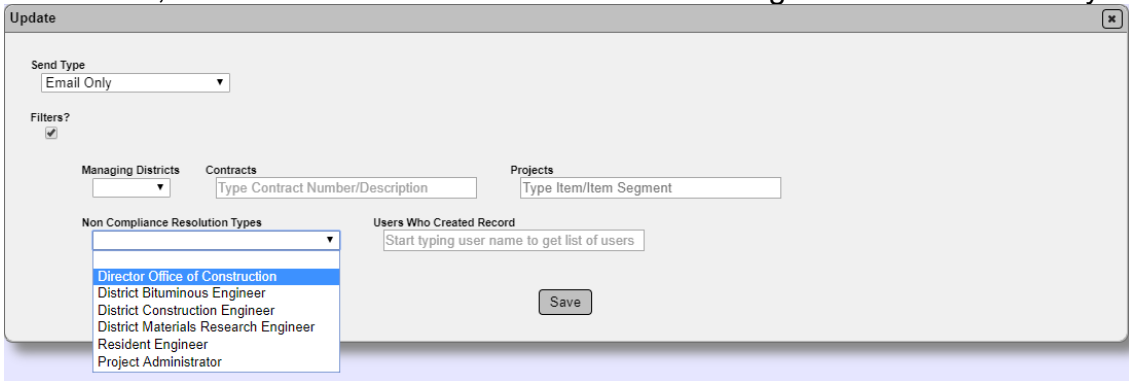 Update
Send Type
Email Only
Filters?
Managing Districts Contracts Projects
Type Contract Number/Description Type Item/Item Segment
Non Compliance Resolution Types Users Who Created Record
Start typing user name to get list of users
Director Office of Construction
District Bituminous Engineer
District Construction Engineer
District Materials Research Engineer
Resident Engineer
Project Administrator
Save